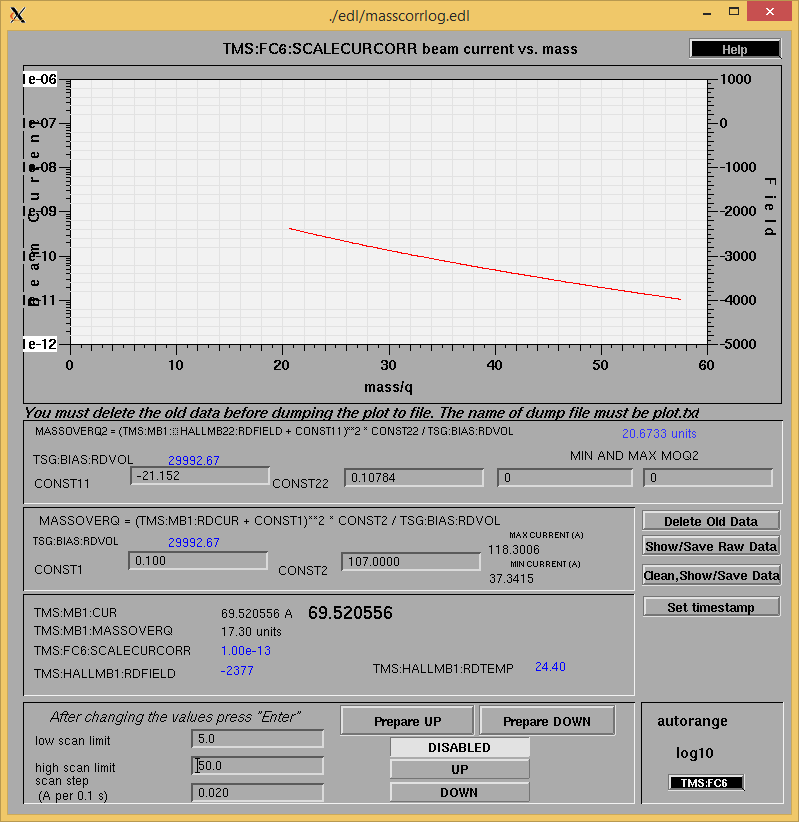 ./edl/masscorrlog.edl
TMS:FC6:SCALECURCORR beam current vs. mass
Help
1e-06
1e-07
1e-08
1e-09
1e-10
1e-11
1e-12
Beam Current
1000
0
-1000
-2000
-3000
-4000
-5000
Field
0 10 20 30 40 50 60
mass/q
You must delete the old data before dumping the plot to file. The name of dump file must be plot.txt
MASSOVERQ2 = (TMS:MB1:HALLMB22:RDFIELD + CONST11)**2 * CONST22 / TSG:BIAS:RDVOL
20.6733 units
TSG:BIAS:RDVOL 29992.67
MIN AND MAX MOQ2
CONST11 -21.152 CONST22 0.10784 0 0
MASSOVERQ = (TMS:MB1:RDCUR + CONST1)**2 * CONST2 / TSG:BIAS:RDVOL
TSG:BIAS:RDVOL 29992.67
MAX CURRENT (A)
118.3006
MIN CURRENT (A)
37.3415
CONST1 0.100 CONST2 107.0000
Delete Old Data
Show/Save Raw Data
Clean,Show/Save Data
Set timestamp
TMS:MB1:CUR 69.520556 A 69.520556
TMS:MB1:MASSOVERQ 17.30 units
TMS:FC6:SCALECURCORR 1.00e-13
TMS:HALLMB1:RDFIELD -2377 TMS:HALLMB1:RDTEMP 24.40
After changing the values press "Enter"
low scan limit 5.0
high scan limit 50.0
scan step
(A per 0.1 s) 0.020
Prepare UP
Prepare DOWN
DISABLED
UP
DOWN
autorange
log10
TMS:FC6